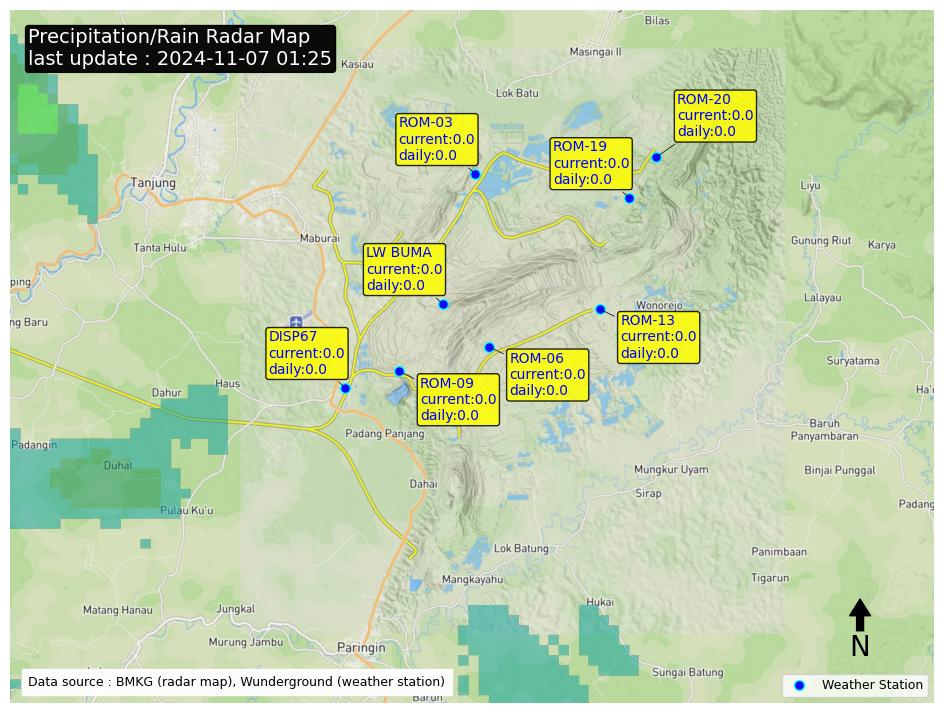 Bilas
Precipitation/Rain Radar Map
last update : 2024-11-07 01:25
Masingai II
Kasiau
Lok Batu
ROM-20
current:0.0
daily:0.0
ROM-03
current:0.0
daily:0.0
ROM-19
current:0.0
daily:0.0
Tanjung
Liyu
Maburai
Tanta Hulu
Gunung Riut
Karya
LW BUMA
current:0.0
daily:0.0
ping
Lalayau
Wonorejo
ng Baru
ROM-13
current:0.0
daily:0.0
DISP67
current:0.0
daily:0.0
ROM-06
current:0.0
daily:0.0
Suryatama
Haus
Dahur
Ha
ROM-09
current:0.0
daily:0.0
Baruh
Panyambaran
Padang Panjang
Padangin
Duhat
Mungkur Uyam
Binjai Punggal
Dahai
Sirap
Padang
Pulau Ku'u
Lok Batung
Panimbaan
Mangkayahu
Tigarun
Hukai
Matang Hanau
Jungkal
Murung Jambu
Paringin
N
Sungai Batung
Data source : BMKG (radar map), Wunderground (weather station)
Weather Station
Barun